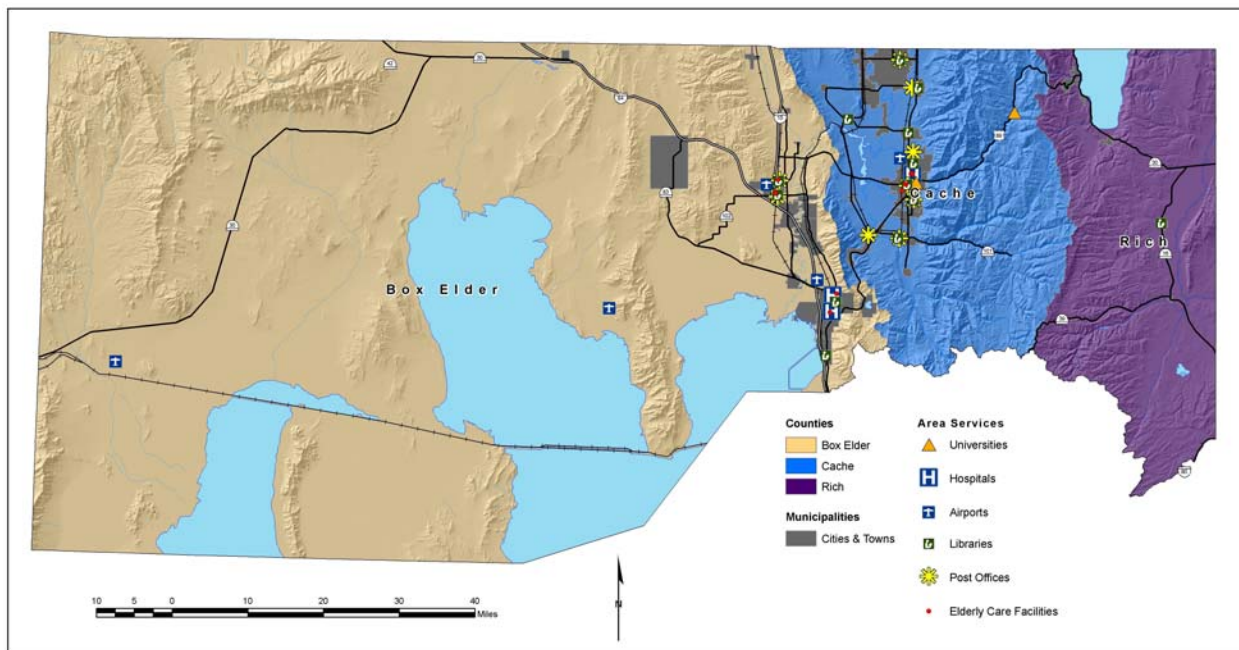 Cache
Rich
Box Elder
Counties
Box Elder
Cache
Rich
Municipalities
Cities & Towns
Area Services
Universities
Hospitals
Airports
Libraries
Post Offices
Elderly Care Facilities
10 5 0 10 20 30 40
Miles
N